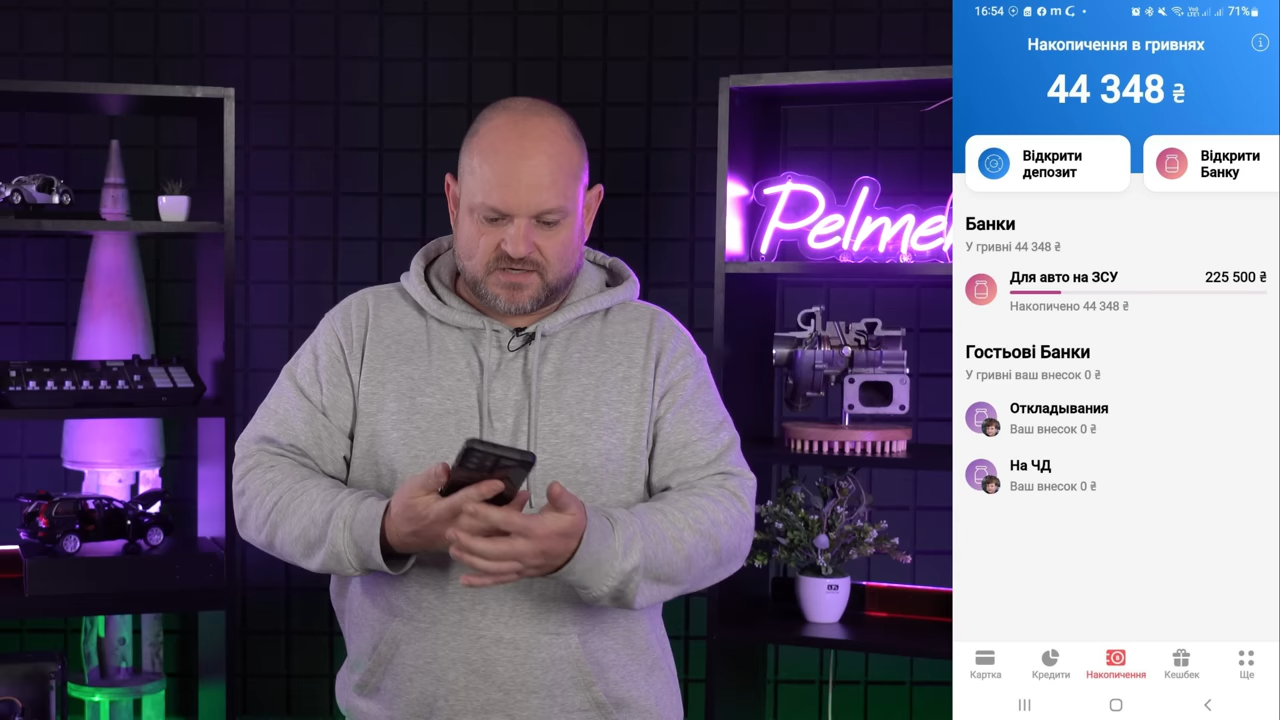 Pelme
16:54
71%
Накопичення в гривнях
44 348 ₴
Відкрити
депозит
Відкрити
Банку
Банки
У гривні 44 348 ₴
Для авто на ЗСУ
225 500 ₴
Накопичено 44 348 ₴
Гостьові Банки
У гривні ваш внесок 0 ₴
Откладывания
Ваш внесок 0 ₴
На ЧД
Ваш внесок 0 ₴
Картка
Кредити
Накопичення
Кешбек
Ще